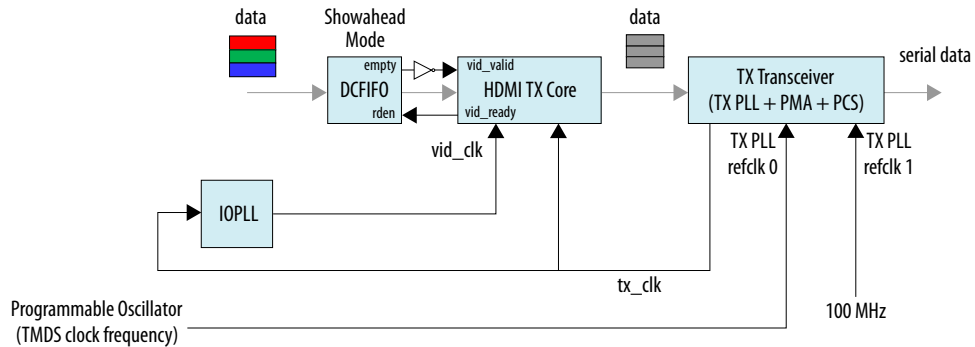 data
Showahead
Mode
data
empty
vid_valid
DCFIFO
HDMI TX Core
rden
vid_ready
TX Transceiver
(TX PLL + PMA + PCS)
serial data
vid_clk
TX PLL
refclk 0
TX PLL
refclk 1
IOPLL
tx_clk
Programmable Oscillator
(TMDS clock frequency)
100 MHz